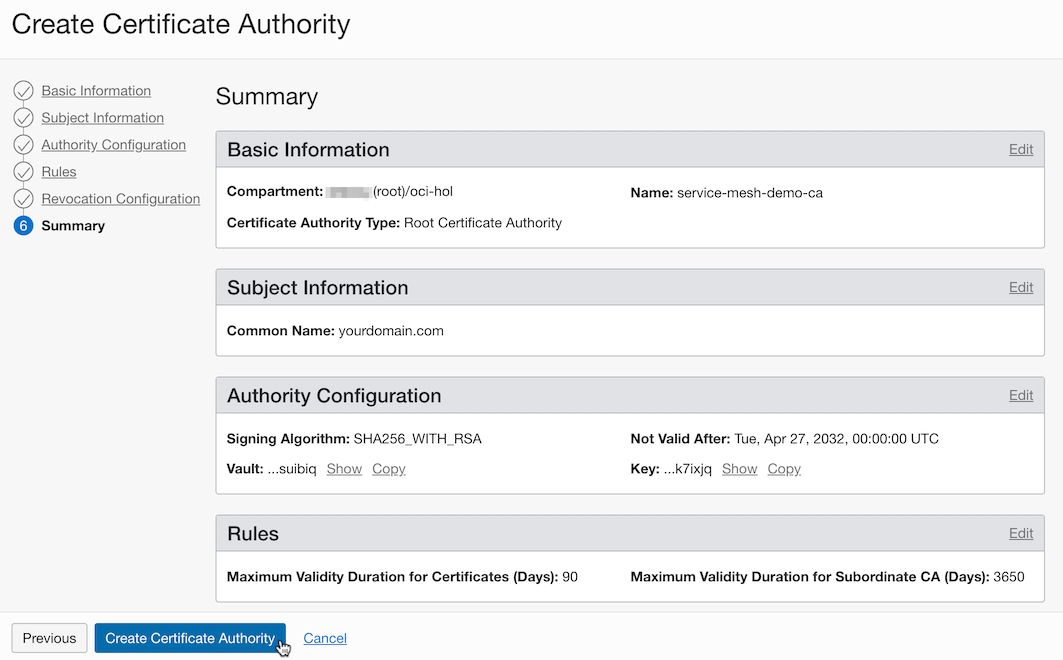 Create Certificate Authority
Basic Information
Subject Information
Authority Configuration
Rules
Revocation Configuration
6 Summary
Summary
Basic Information Edit
Compartment: (root)/oci-hol Name: service-mesh-demo-ca
Certificate Authority Type: Root Certificate Authority
Subject Information Edit
Common Name: yourdomain.com
Authority Configuration Edit
Signing Algorithm: SHA256_WITH_RSA Not Valid After: Tue, Apr 27, 2032, 00:00:00 UTC
Vault: ...suibiq Show Copy Key: ...k7ixjq Show Copy
Rules Edit
Maximum Validity Duration for Certificates (Days): 90 Maximum Validity Duration for Subordinate CA (Days): 3650
Previous Create Certificate Authority Cancel